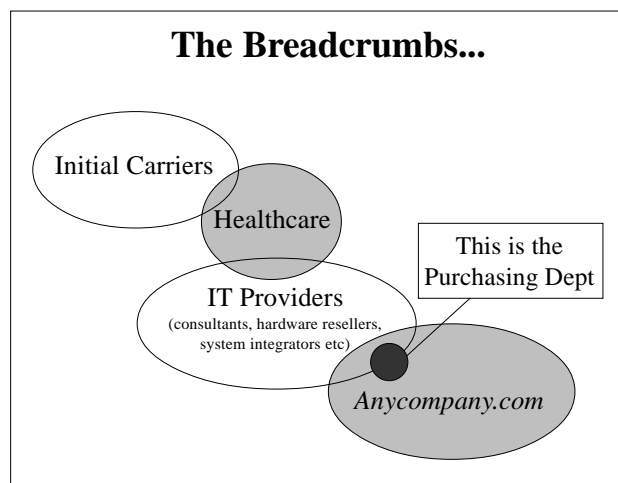 The Breadcrumbs...
Initial Carriers
Healthcare
This is the
Purchasing Dept
IT Providers
(consultants, hardware resellers,
system integrators etc)
Anycompany.com